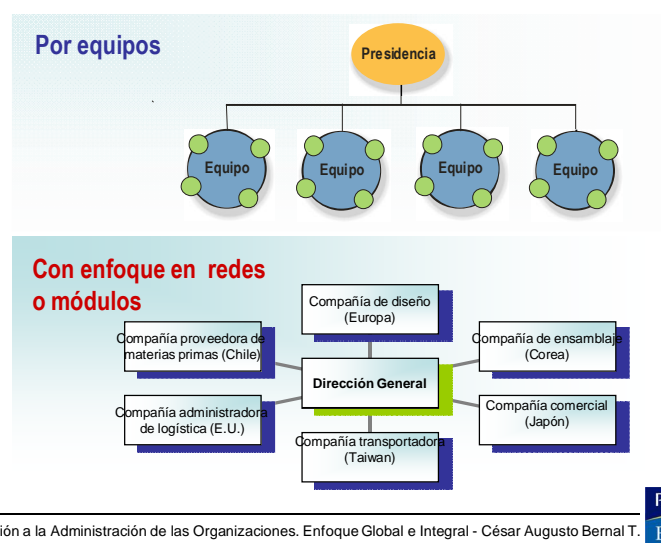 Por equipos
Presidencia
Equipo
Equipo
Equipo
Equipo
Con enfoque en redes
o módulos
Compañía de diseño
(Europa)
Compañía proveedora de
materias primas (Chile)
Compañía de ensamblaje
(Corea)
Dirección General
Compañía administradora
de logística (E.U.)
Compañía comercial
(Japón)
Compañía transportadora
(Taiwan)
ión a la Administración de las Organizaciones. Enfoque Global e Integral - César Augusto Bernal T.